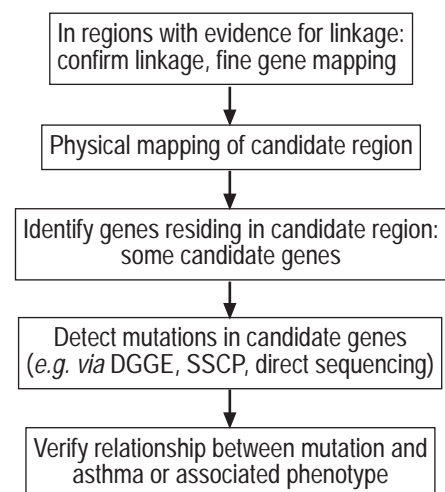 In regions with evidence for linkage:
confirm linkage, fine gene mapping
Physical mapping of candidate region
Identify genes residing in candidate region:
some candidate genes
Detect mutations in candidate genes
(e.g. via DGGE, SSCP, direct sequencing)
Verify relationship between mutation and
asthma or associated phenotype